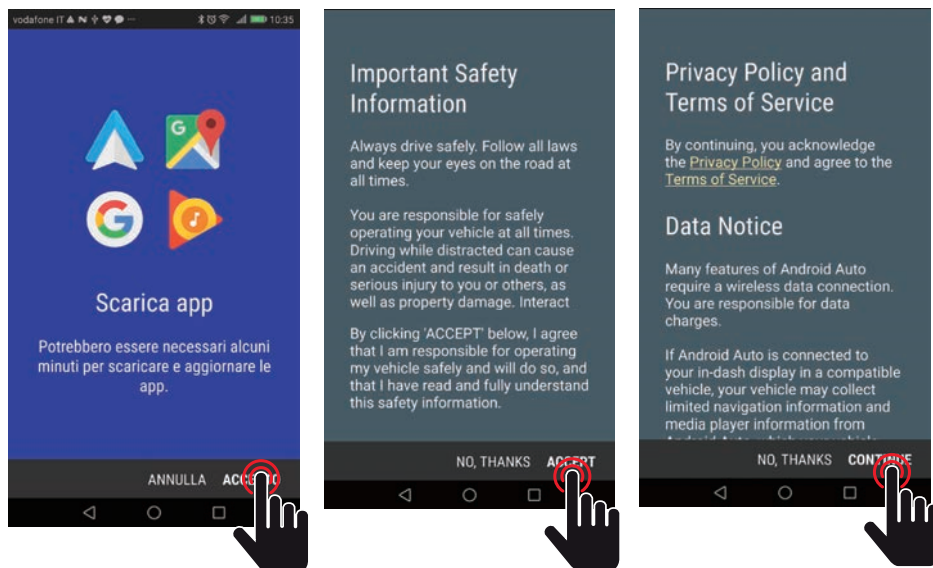 vodafone IT
10:35
G
G
Scarica app
Potrebbero essere necessari alcuni
minuti per scaricare e aggiornare le
app.
ANNULLA
Important Safety
Information
Always drive safely. Follow all laws
and keep your eyes on the road at
all times.
You are responsible for safely
operating your vehicle at all times.
Driving while distracted can cause
an accident and result in death or
serious injury to you or others, as
well as property damage. Interact
By clicking 'ACCEPT' below, I agree
that I am responsible for operating
my vehicle safely and will do so, and
that I have read and fully understand
this safety information.
NO, THANKS ACCEPT
Privacy Policy and
Terms of Service
By continuing, you acknowledge
the Privacy Policy and agree to the
Terms of Service.
Data Notice
Many features of Android Auto
require a wireless data connection.
You are responsible for data
charges.
If Android Auto is connected to
your in-dash display in a compatible
vehicle, your vehicle may collect
limited navigation information and
media player information from
NO, THANKS CONTINUE